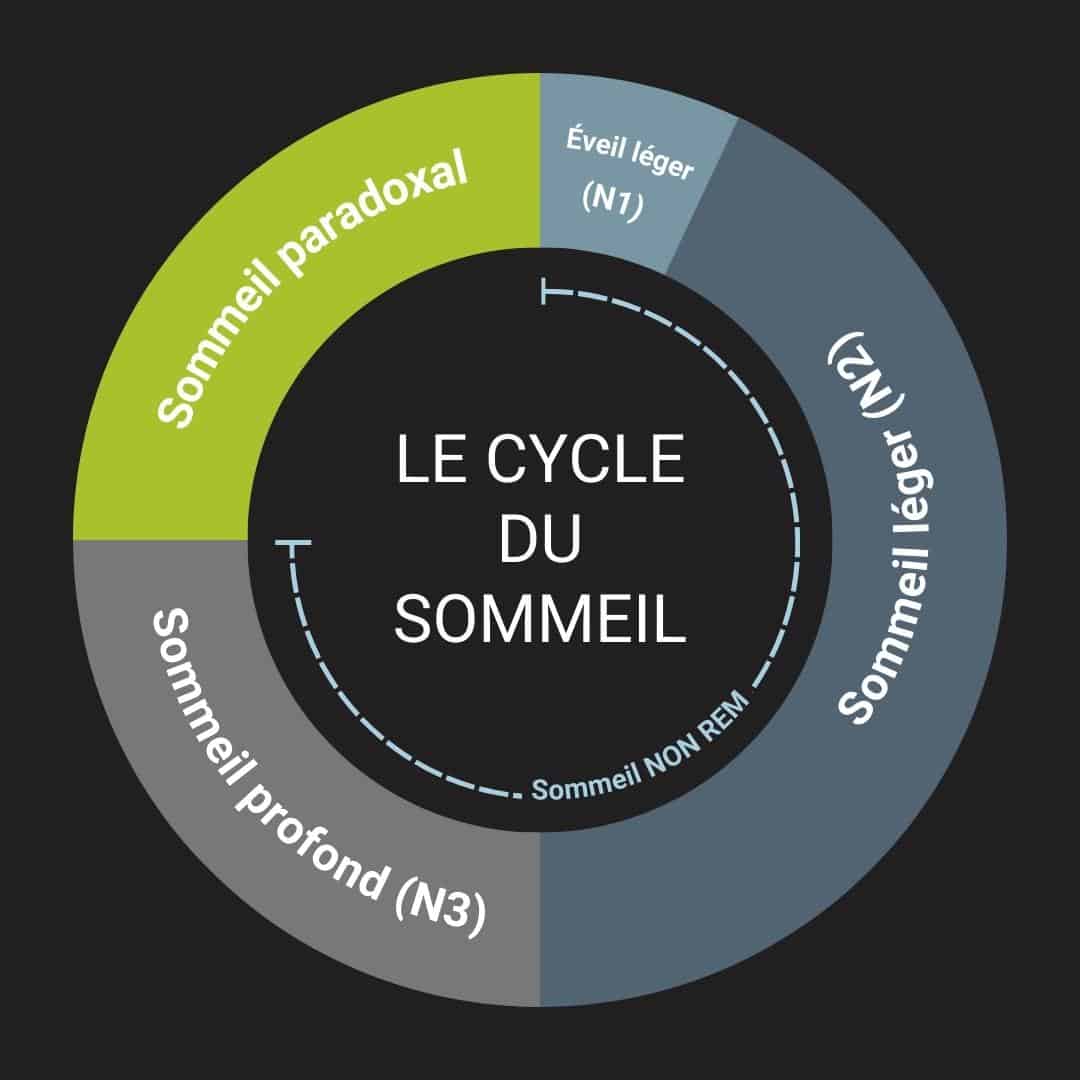 Éveil léger
(N1)
Sommeil léger (N2)
Sommeil profond (N3)
Sommeil paradoxal
LE CYCLE
DU
SOMMEIL
Sommeil NON REM